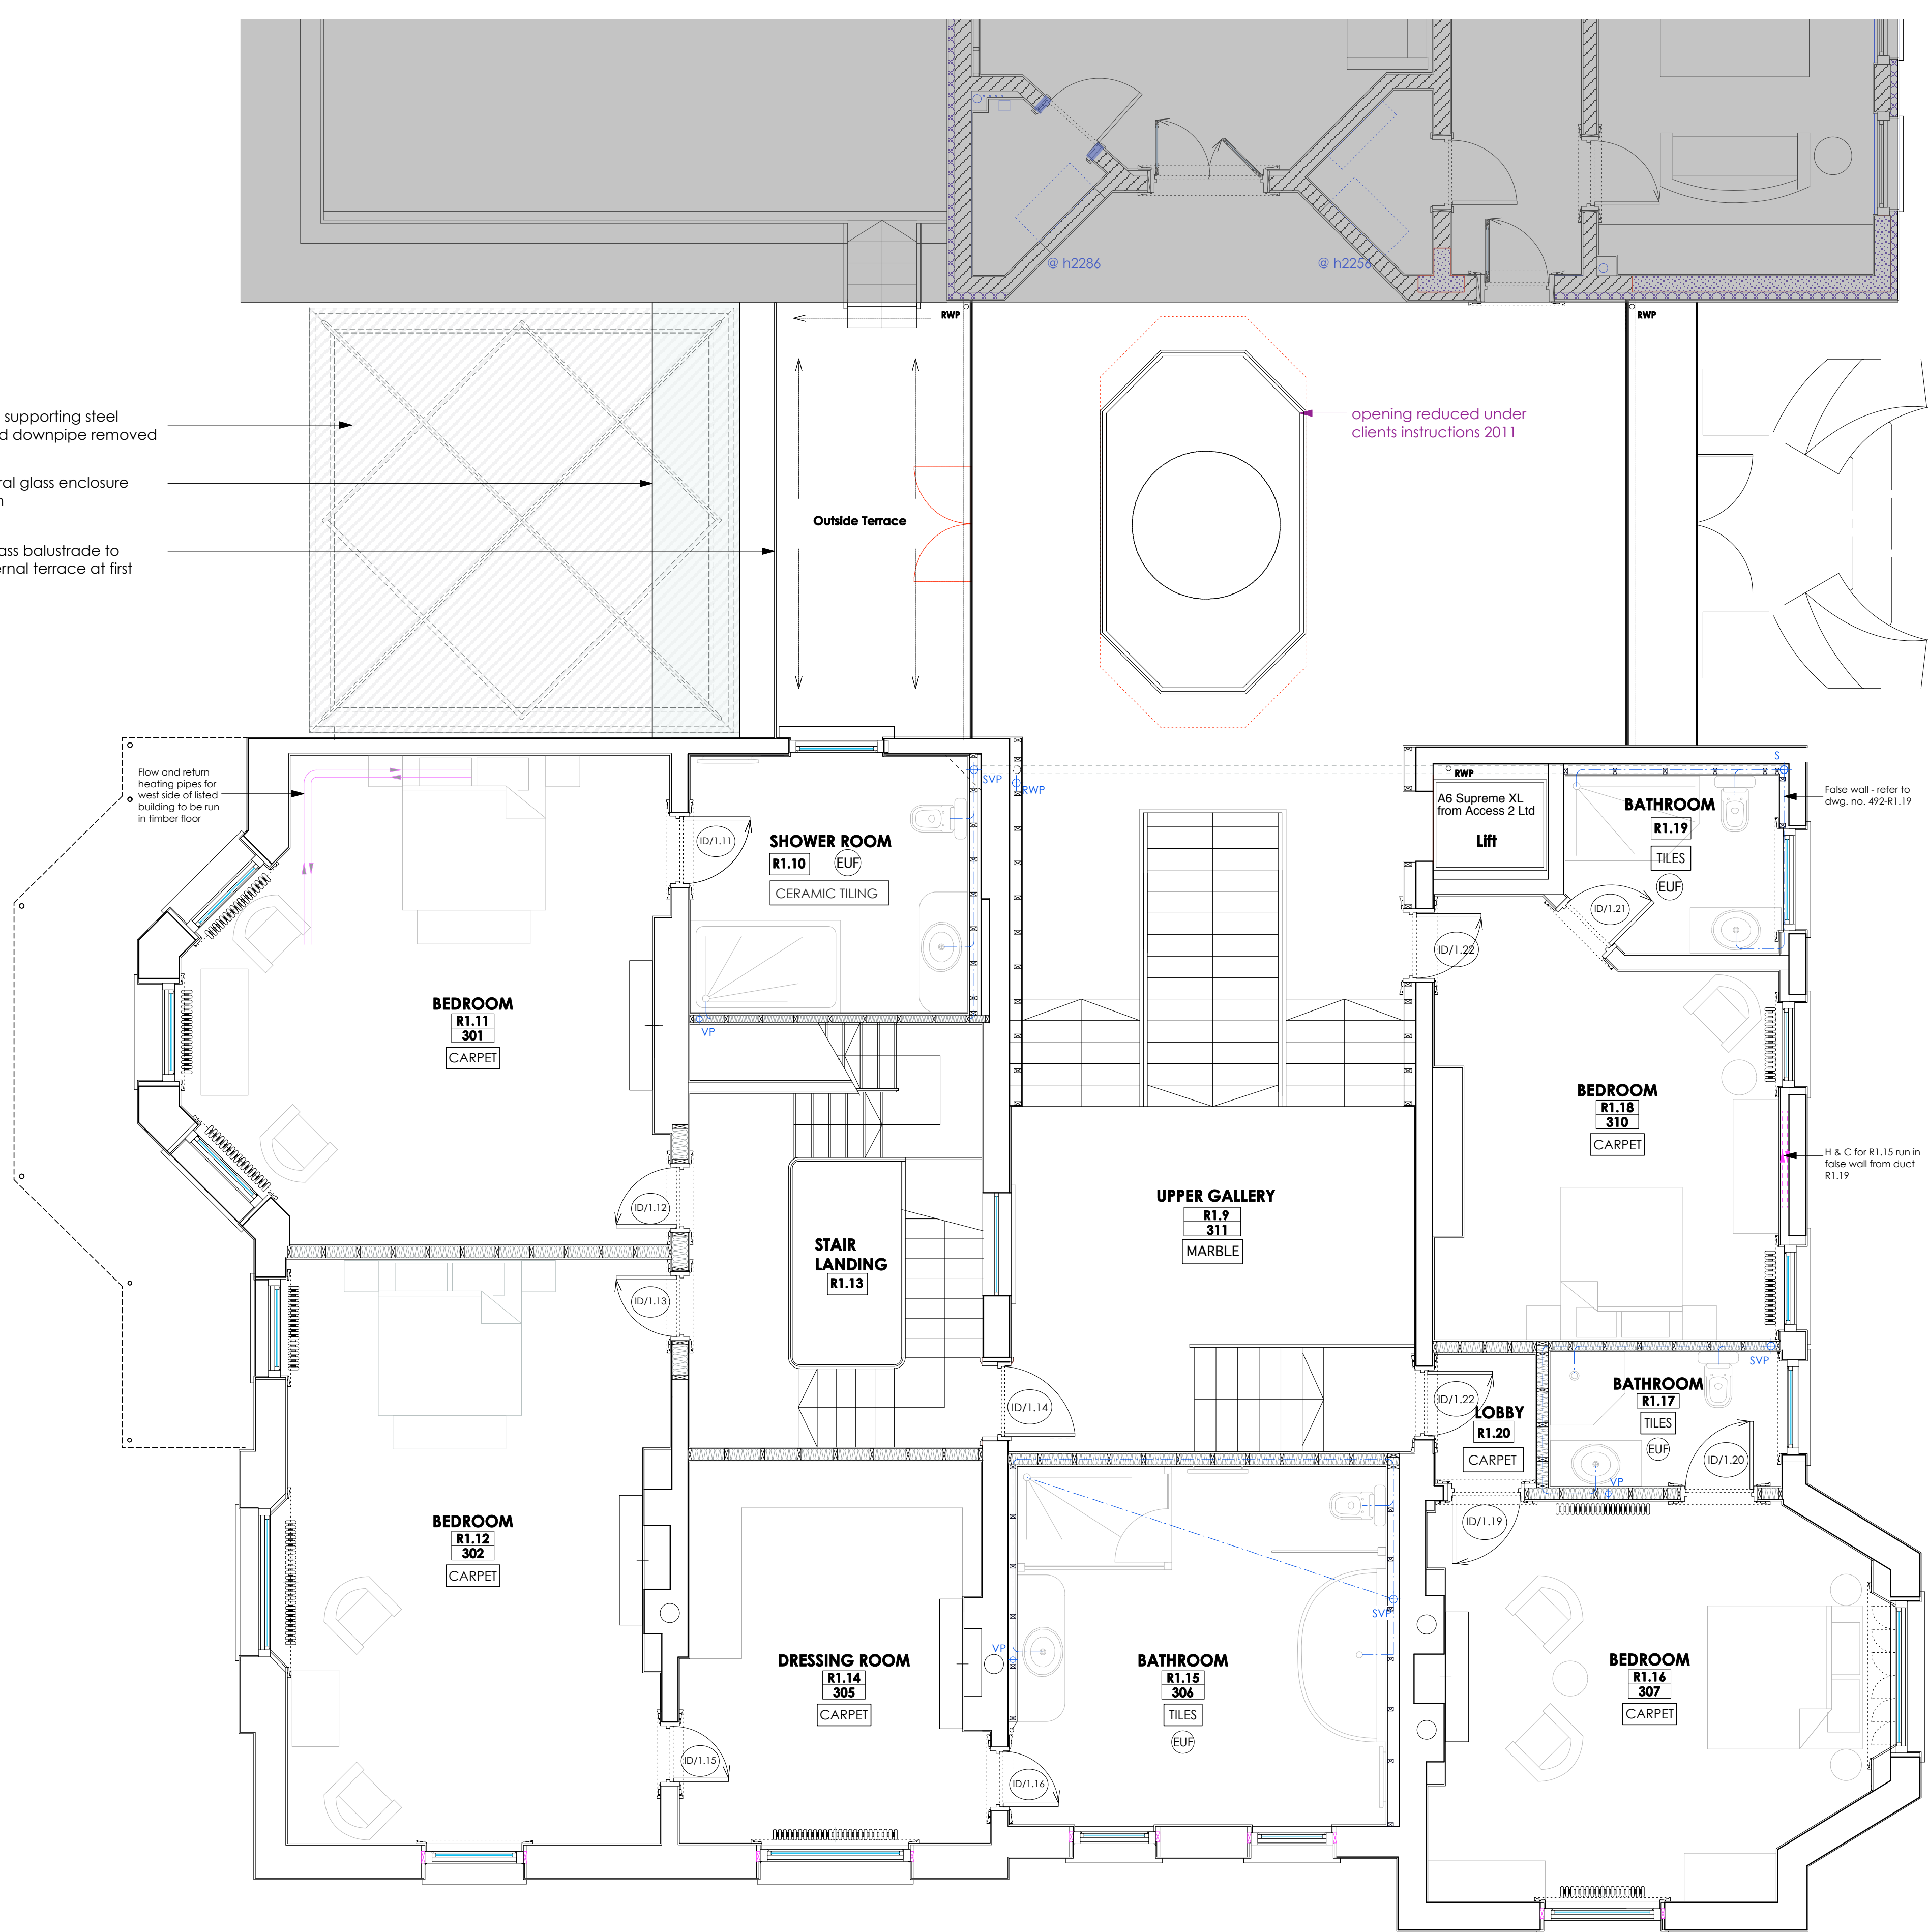 @ h2286
@ h2256
RWP
RWP
supporting steel
d downpipe removed
ral glass enclosure
n
ass balustrade to
ernal terrace at first
Outside Terrace
opening reduced under
clients instructions 2011
Flow and return
heating pipes for
west side of listed
building to be run
in timber floor
SVP
RWP
ID/1.11
SHOWER ROOM
R1.10
EUF
CERAMIC TILING
VP
RWP
A6 Supreme XL
from Access 2 Ltd
Lift
S
BATHROOM
R1.19
TILES
EUF
ID/1.21
False wall - refer to
dwg. no. 492-R1.19
ID/1.22
BEDROOM
R1.11
301
CARPET
BEDROOM
R1.18
310
CARPET
H & C for R1.15 run in
false wall from duct
R1.19
ID/1.12
UPPER GALLERY
R1.9
311
MARBLE
STAIR
LANDING
R1.13
ID/1.13
ID/1.14
ID/1.22
LOBBY
R1.20
CARPET
SVP
BATHROOM
R1.17
TILES
EUF
ID/1.20
VP
ID/1.19
BEDROOM
R1.12
302
CARPET
DRESSING ROOM
R1.14
305
CARPET
VP
BATHROOM
R1.15
306
TILES
EUF
SVP
BEDROOM
R1.16
307
CARPET
ID/1.15
ID/1.16